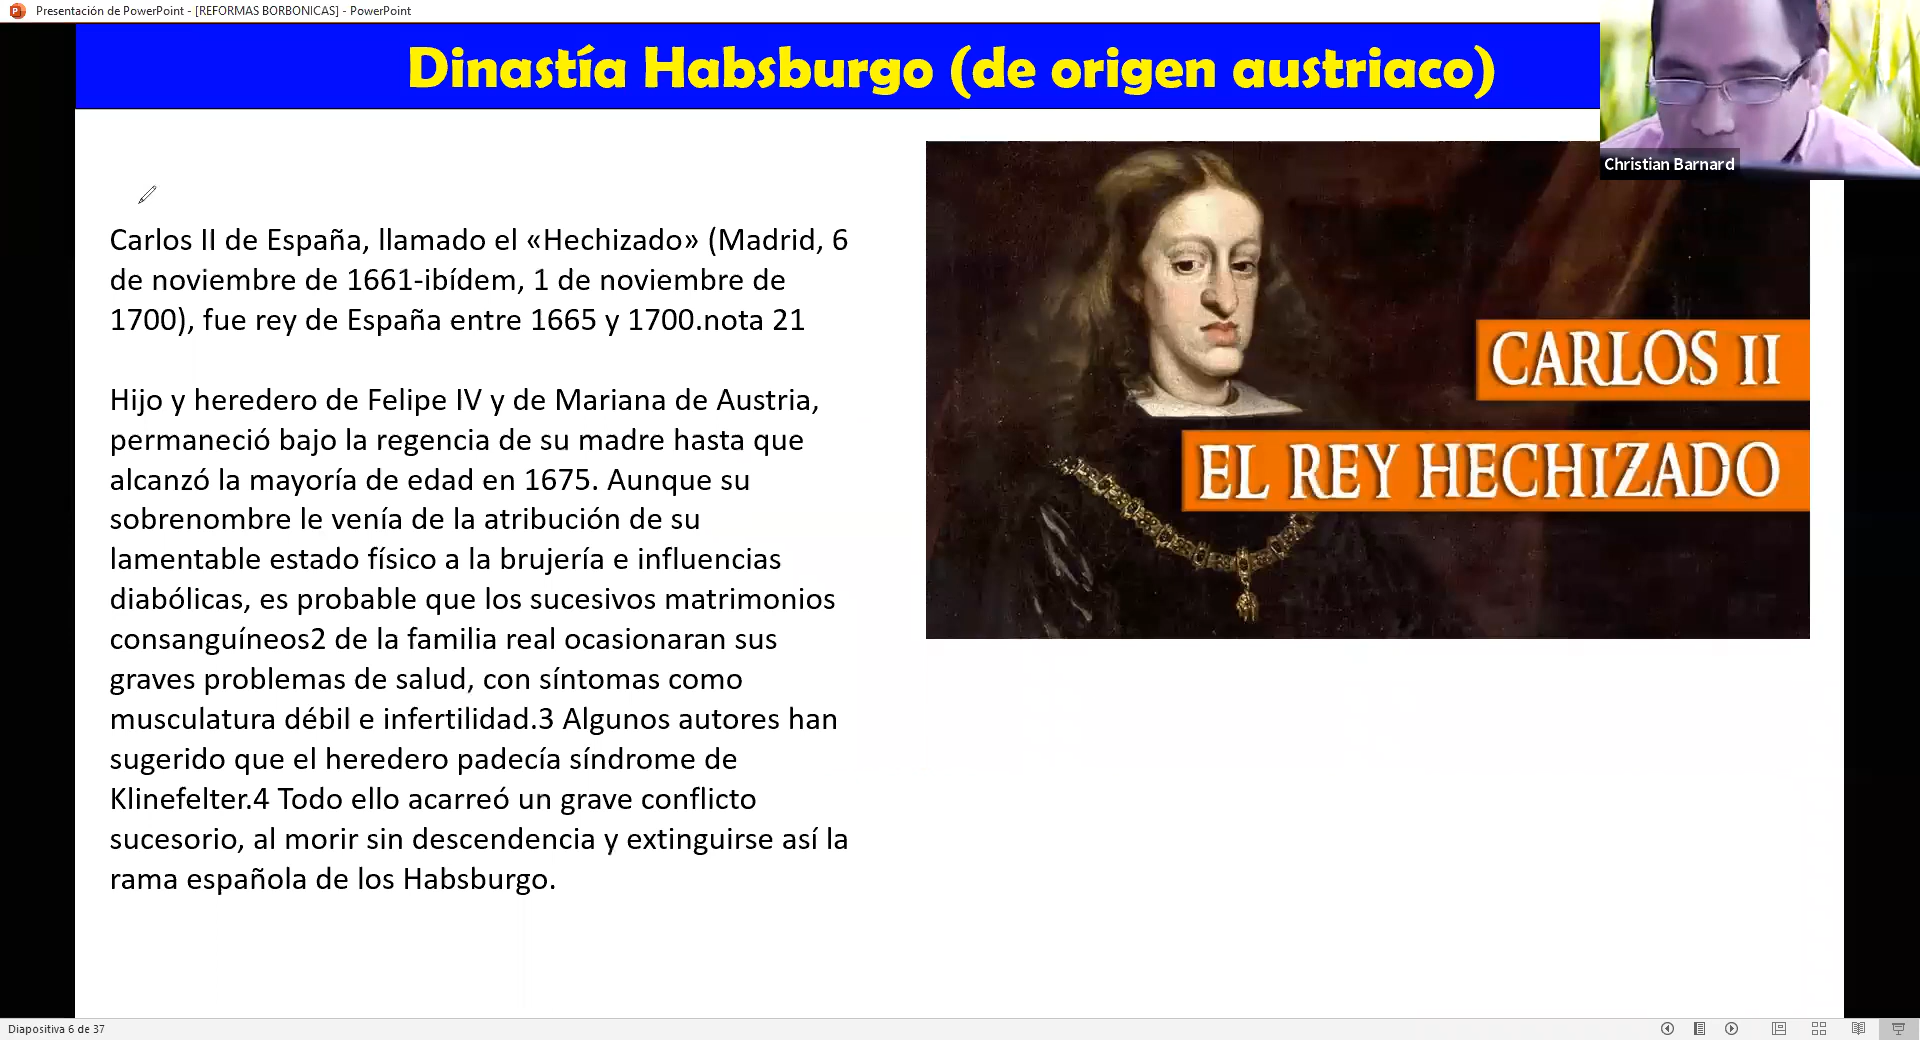 Presentación de PowerPoint - [REFORMAS BORBONICAS] - PowerPoint
Dinastía Habsburgo (de origen austriaco)
Christian Barnard
Carlos II de España, llamado el «Hechizado» (Madrid, 6
de noviembre de 1661-ibídem, 1 de noviembre de
1700), fue rey de España entre 1665 y 1700.nota 21
Hijo y heredero de Felipe IV y de Mariana de Austria,
permaneció bajo la regencia de su madre hasta que
alcanzó la mayoría de edad en 1675. Aunque su
sobrenombre le venía de la atribución de su
lamentable estado físico a la brujería e influencias
diabólicas, es probable que los sucesivos matrimonios
consanguíneos2 de la familia real ocasionaran sus
graves problemas de salud, con síntomas como
musculatura débil e infertilidad.3 Algunos autores han
sugerido que el heredero padecía síndrome de
Klinefelter.4 Todo ello acarreó un grave conflicto
sucesorio, al morir sin descendencia y extinguirse así la
rama española de los Habsburgo.
CARLOS II
EL REY HECHIZADO
Diapositiva 6 de 37